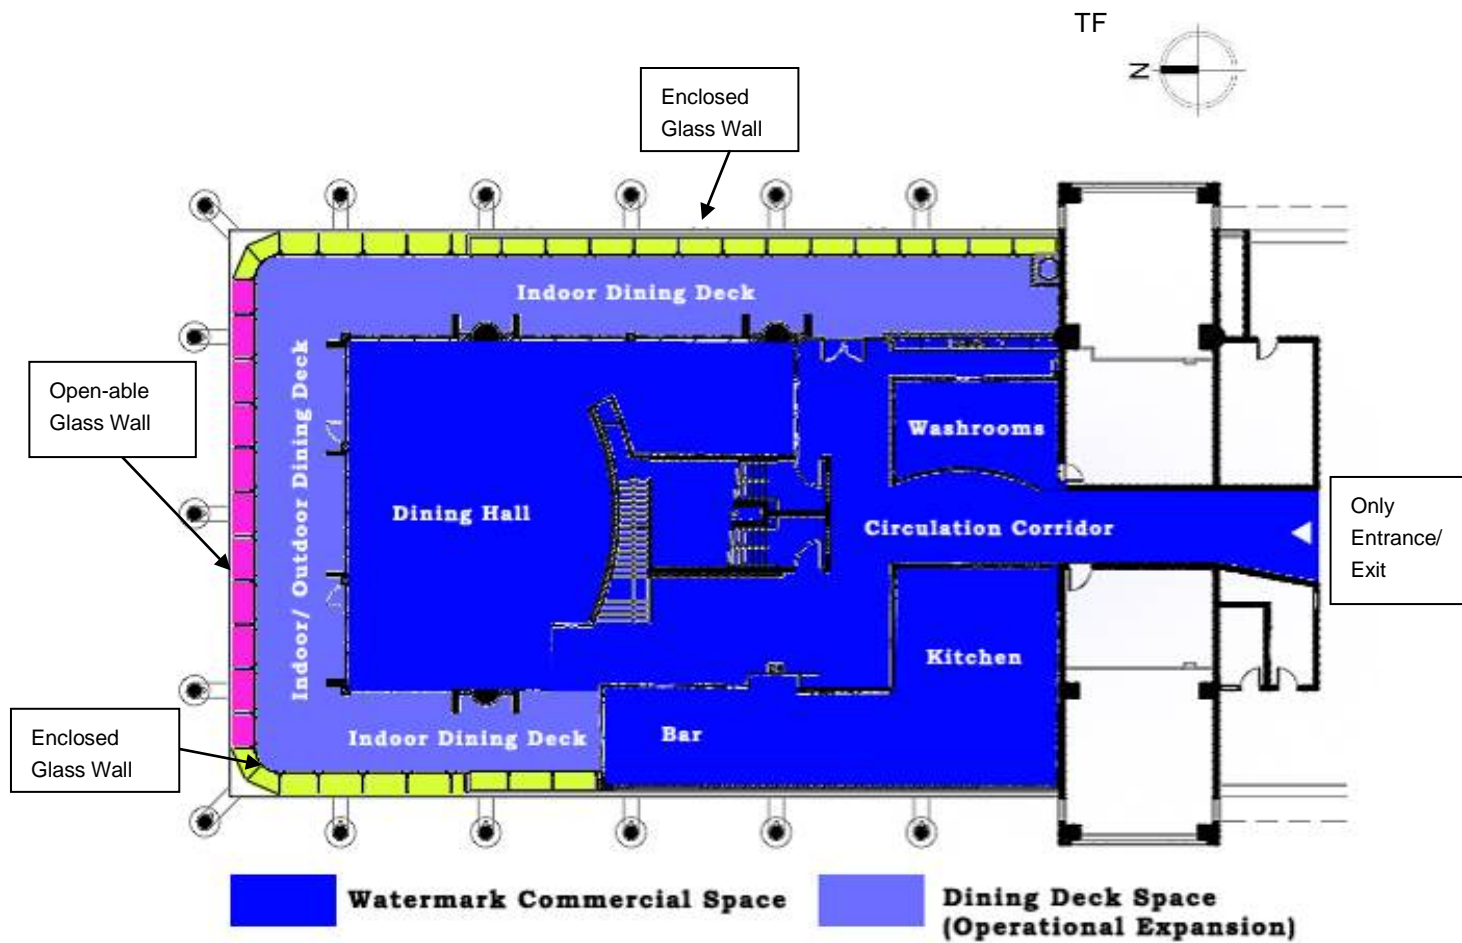 TF
N
Enclosed
Glass Wall
Indoor Dining Deck
Open-able
Glass Wall
Indoor/ Outdoor Dining Deck
Washrooms
Dining Hall
Circulation Corridor
Only
Entrance/
Exit
Kitchen
Enclosed
Glass Wall
Indoor Dining Deck
Bar
Watermark Commercial Space
Dining Deck Space
(Operational Expansion)